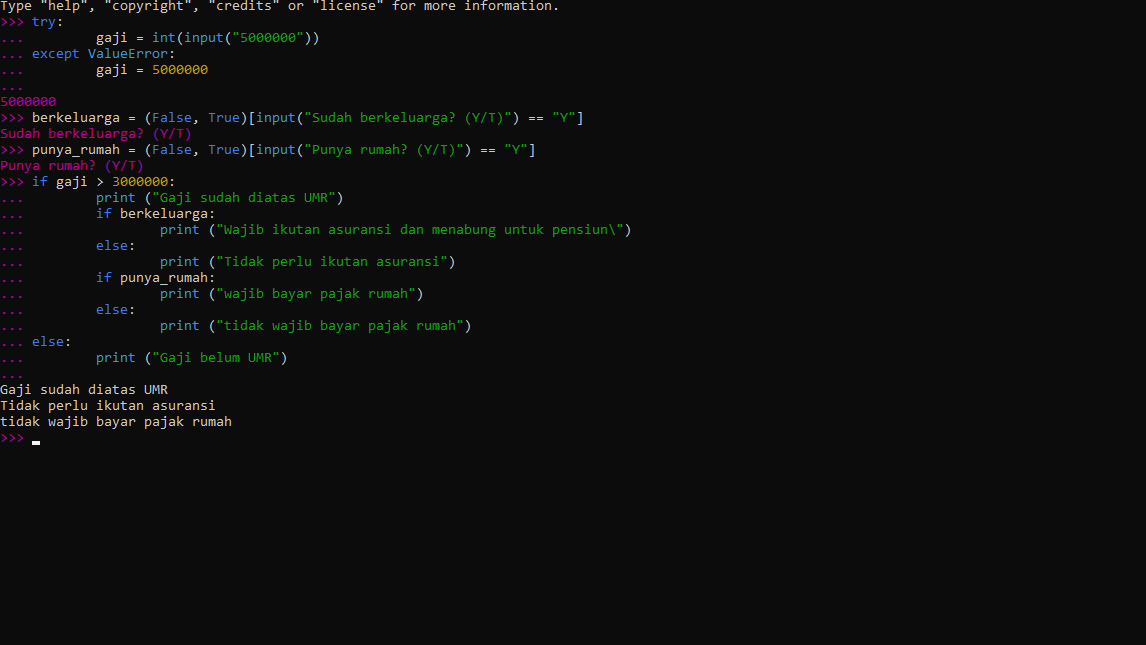 Type "help", "copyright", "credits" or "license" for more information.
>>> try:
...         gaji = int(input("5000000"))
... except ValueError:
...         gaji = 5000000
...
5000000
>>> berkeluarga = (False, True)[input("Sudah berkeluarga? (Y/T)") == "Y"]
Sudah berkeluarga? (Y/T)
>>> punya_rumah = (False, True)[input("Punya rumah? (Y/T)") == "Y"]
Punya rumah? (Y/T)
>>> if gaji > 3000000:
...         print ("Gaji sudah diatas UMR")
...         if berkeluarga:
...                 print ("Wajib ikutan asuransi dan menabung untuk pensiun\")
...         else:
...                 print ("Tidak perlu ikutan asuransi")
...         if punya_rumah:
...                 print ("wajib bayar pajak rumah")
...         else:
...                 print ("tidak wajib bayar pajak rumah")
... else:
...         print ("Gaji belum UMR")
...
Gaji sudah diatas UMR
Tidak perlu ikutan asuransi
tidak wajib bayar pajak rumah
>>>